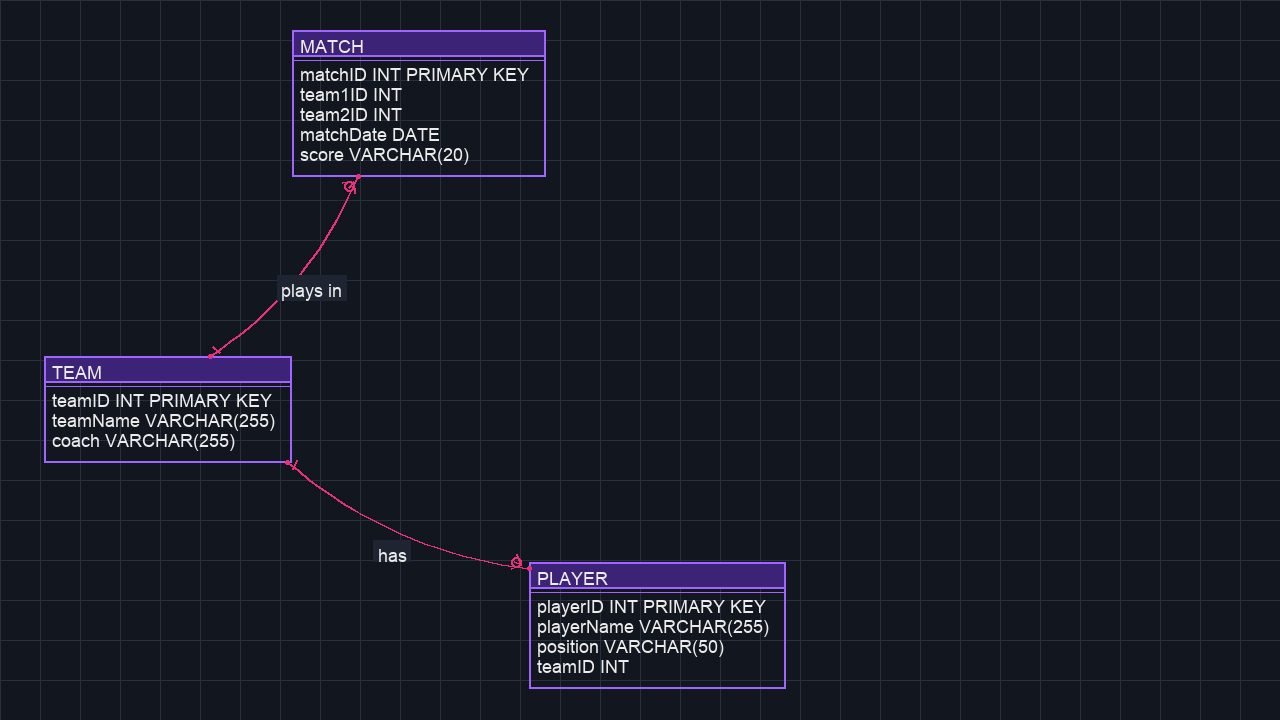 MATCH
matchID INT PRIMARY KEY
team1ID INT
team2ID INT
matchDate DATE
score VARCHAR(20)
plays in
TEAM
teamID INT PRIMARY KEY
teamName VARCHAR(255)
coach VARCHAR(255)
has
PLAYER
playerID INT PRIMARY KEY
playerName VARCHAR(255)
position VARCHAR(50)
teamID INT